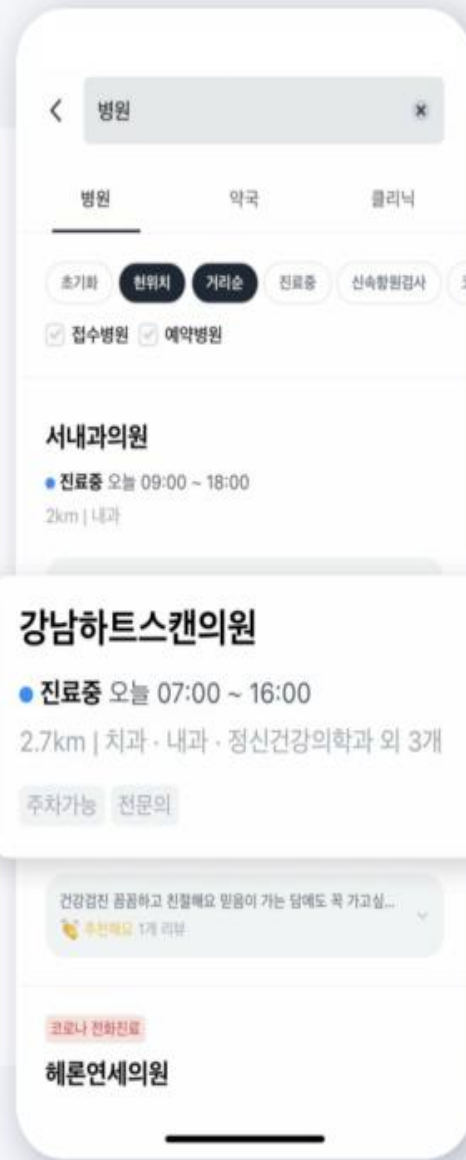 병원
병원 약국 클리닉
초기화 현위치 거리순 진료중 신속항원검사
접수병원 예약병원
서내과의원
진료중 오늘 09:00 ~ 18:00
2km | 내과
강남하트스캔의원
진료중 오늘 07:00 ~ 16:00
2.7km | 치과 · 내과 · 정신건강의학과 외 3개
주차가능 전문의
건강검진 꼼꼼하고 친절해요 믿음이 가는 담에도 꼭 가고싶...
추천해요 1개 리뷰
코로나 전화진료
헤론연세의원